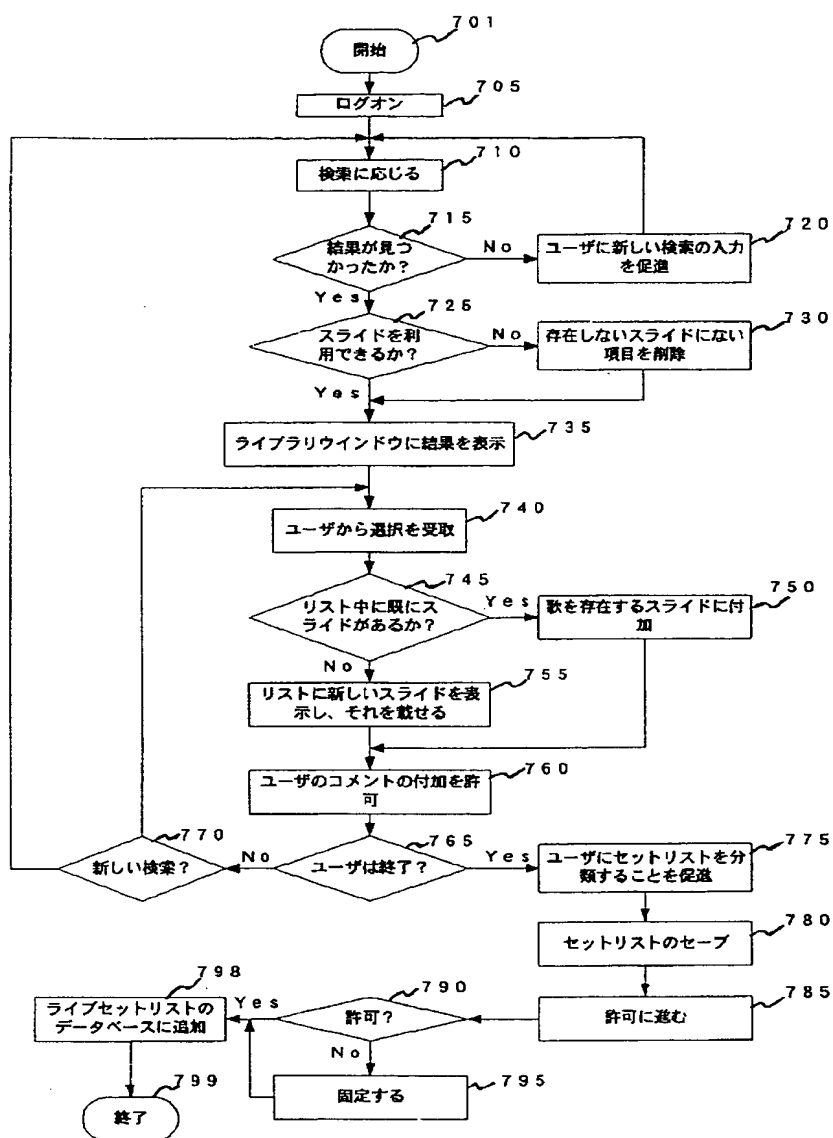 701
開始
705
ログオン
710
検索に応じる
715
結果が見つ
かったか?
No
720
ユーザに新しい検索の入力
を促進
Yes
725
スライドを利
用できるか?
No
730
存在しないスライドにない
項目を削除
Yes
735
ライブラリウインドウに結果を表示
740
ユーザから選択を受取
745
リスト中に既にス
ライドがあるか?
Yes
750
歌を存在するスライドに付
加
No
755
リストに新しいスライドを表
示し、それを載せる
760
ユーザのコメントの付加を許
可
765
ユーザは終了?
No
770
新しい検索?
Yes
775
ユーザにセットリストを分
類することを促進
780
セットリストのセーブ
785
許可に進む
790
許可?
Yes
798
ライブセットリストの
データベースに追加
No
795
固定する
799
終了